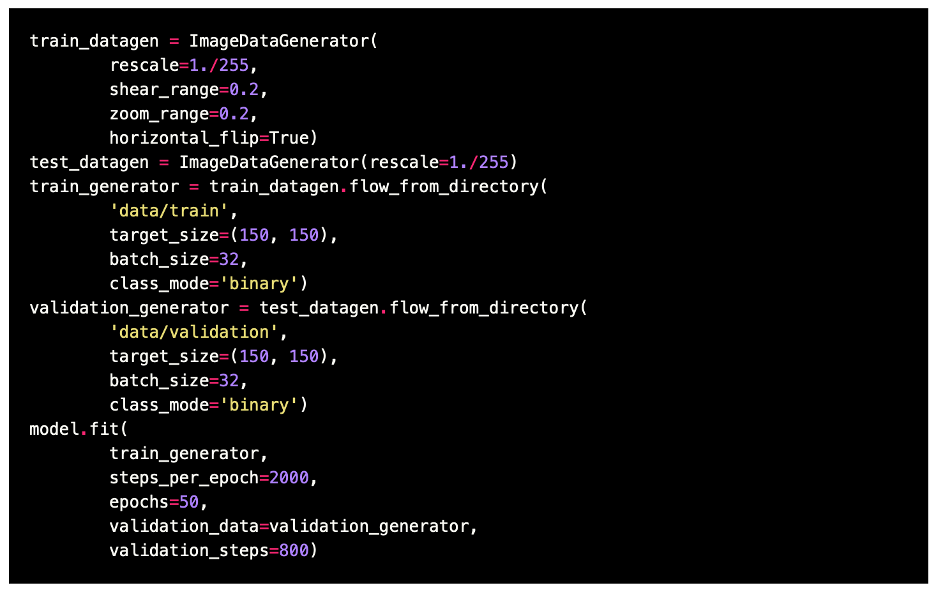 train_datagen = ImageDataGenerator(
        rescale=1./255,
        shear_range=0.2,
        zoom_range=0.2,
        horizontal_flip=True)
test_datagen = ImageDataGenerator(rescale=1./255)
train_generator = train_datagen.flow_from_directory(
        'data/train',
        target_size=(150, 150),
        batch_size=32,
        class_mode='binary')
validation_generator = test_datagen.flow_from_directory(
        'data/validation',
        target_size=(150, 150),
        batch_size=32,
        class_mode='binary')
model.fit(
        train_generator,
        steps_per_epoch=2000,
        epochs=50,
        validation_data=validation_generator,
        validation_steps=800)